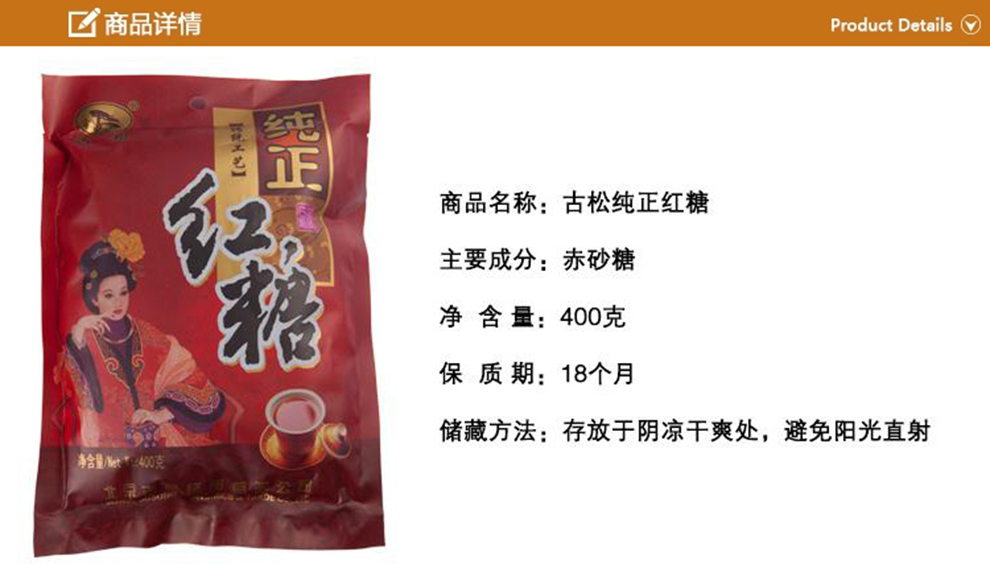 商品详情
Product Details
纯正
【传统工艺】
红糖
净含量/Net Wt:400克
商品名称：古松纯正红糖
主要成分：赤砂糖
净 含 量：400克
保 质 期：18个月
储藏方法：存放于阴凉干爽处，避免阳光直射